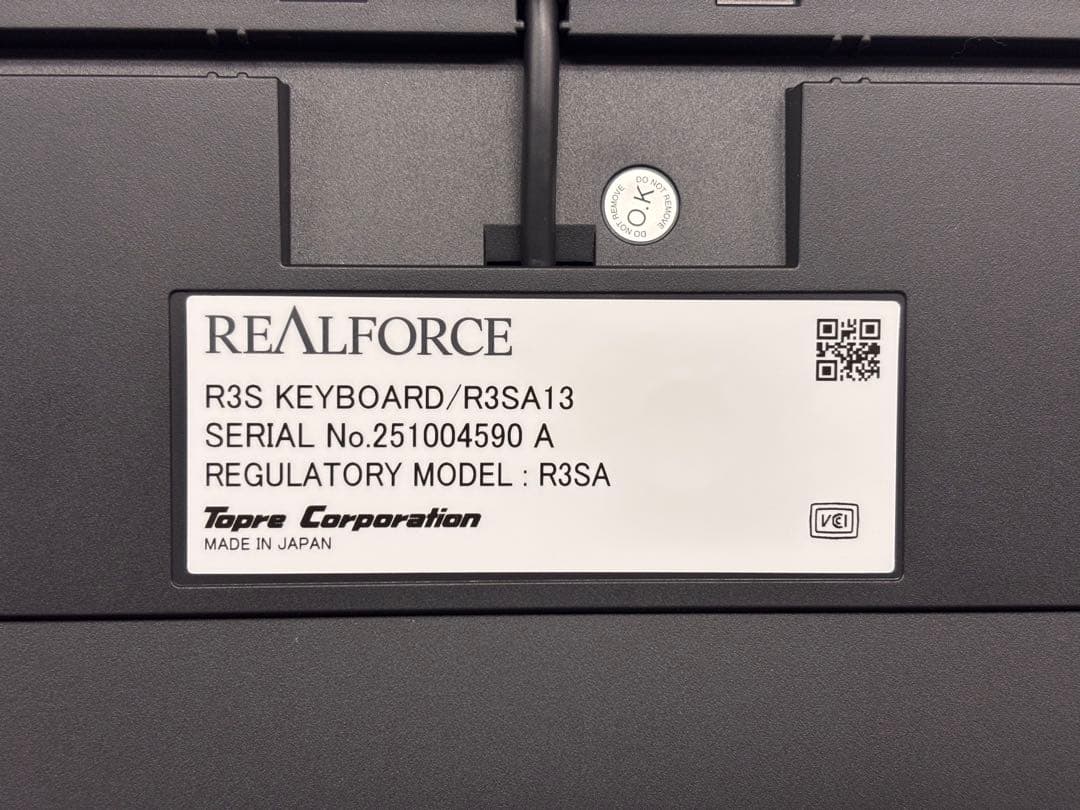 DO NOT REMOVE
O.K
DO NOT REMOVE
REALFORCE
R3S KEYBOARD/R3SA13
SERIAL No.251004590 A
REGULATORY MODEL : R3SA
Topre Corporation
MADE IN JAPAN
VCCI